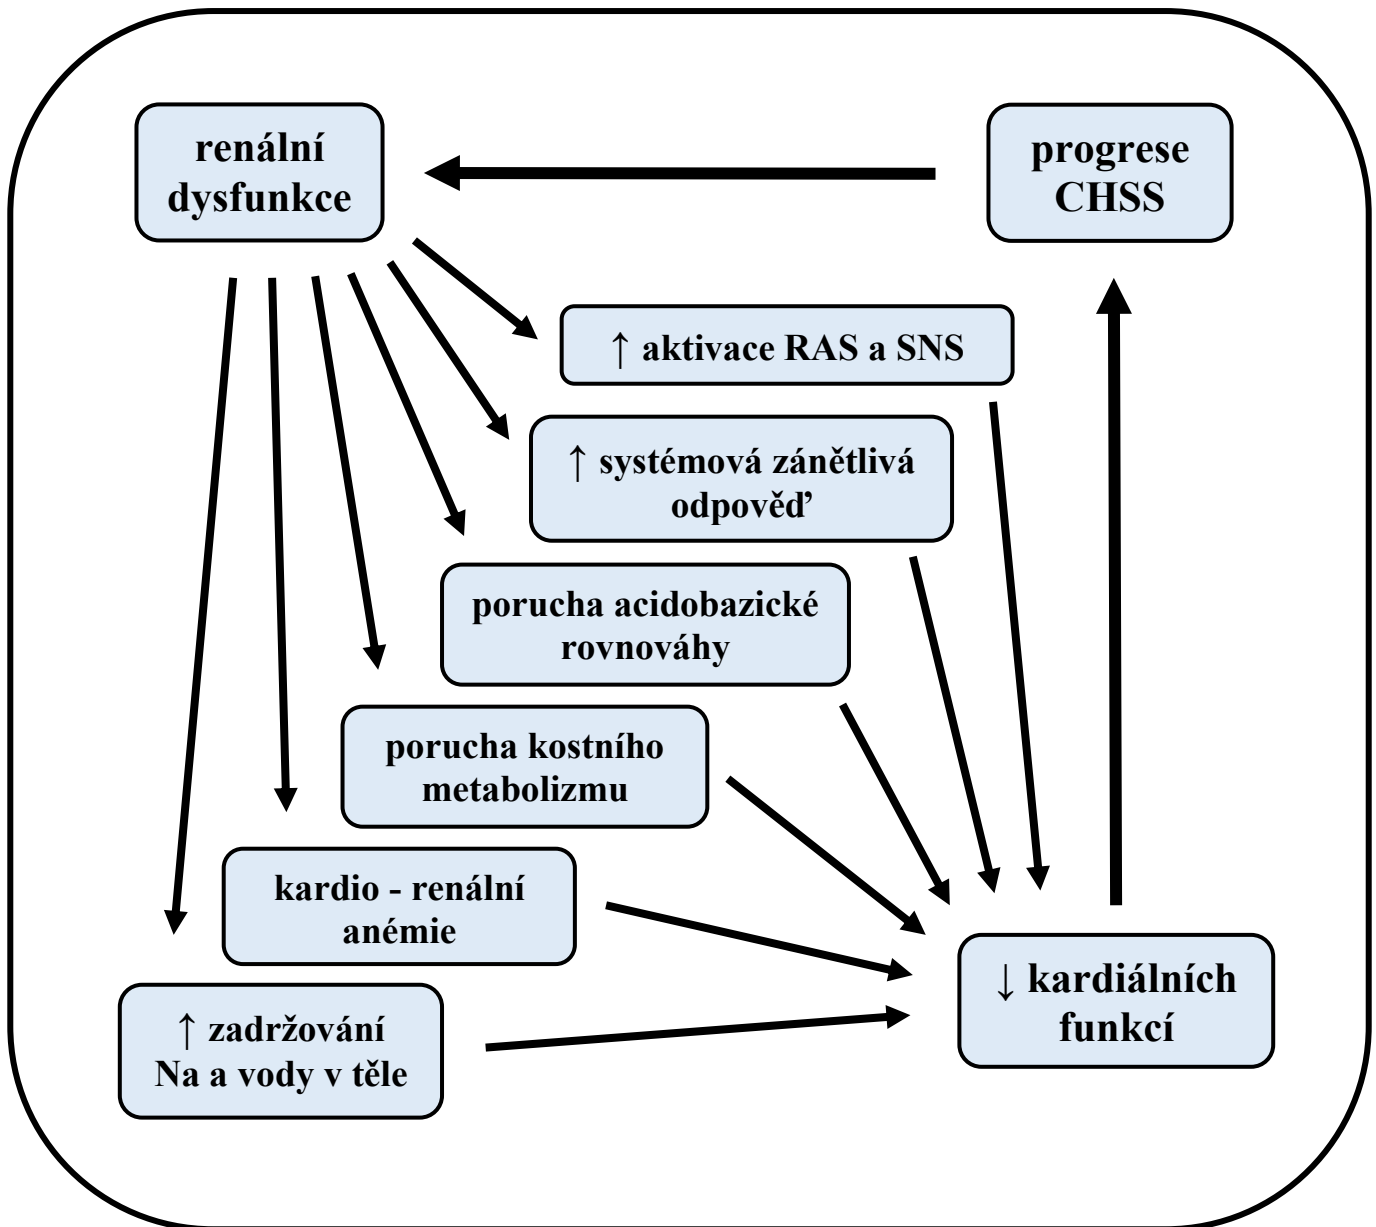 renální
dysfunkce
progrese
CHSS
↑ aktivace RAS a SNS
↑ systémová zánětlivá
odpověď
porucha acidobazické
rovnováhy
porucha kostního
metabolizmu
kardio - renální
anémie
↓ kardiálních
funkcí
↑ zadržování
Na a vody v těle